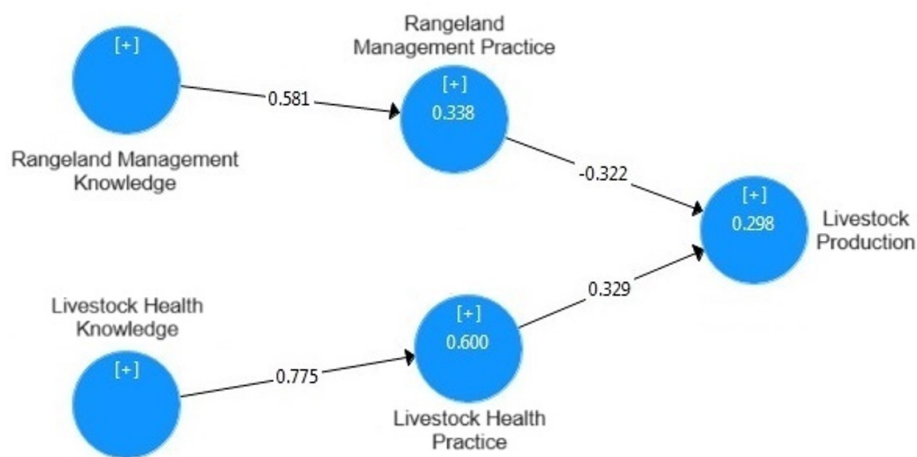 [+]
Rangeland Management
Knowledge
0.581
Rangeland
Management Practice
[+]
0.338
-0.322
[+]
0.298
Livestock
Production
Livestock Health
Knowledge
[+]
0.775
[+]
0.600
Livestock Health
Practice
0.329